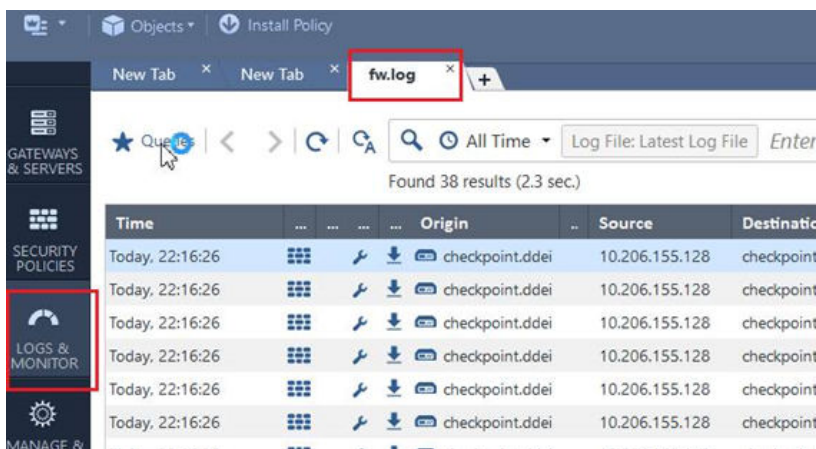 Objects Install Policy
New Tab × New Tab × fw.log × +
GATEWAYS
& SERVERS
All Time Log File: Latest Log File Enter
Found 38 results (2.3 sec.)
Time ... ... ... ... Origin .. Source Destinatio
SECURITY
POLICIES
Today, 22:16:26 checkpoint.ddei 10.206.155.128 checkpoint
Today, 22:16:26 checkpoint.ddei 10.206.155.128 checkpoint
Today, 22:16:26 checkpoint.ddei 10.206.155.128 checkpoint
LOGS &
MONITOR
Today, 22:16:26 checkpoint.ddei 10.206.155.128 checkpoint
Today, 22:16:26 checkpoint.ddei 10.206.155.128 checkpoint
Today, 22:16:26 checkpoint.ddei 10.206.155.128 checkpoint
MANAGE &